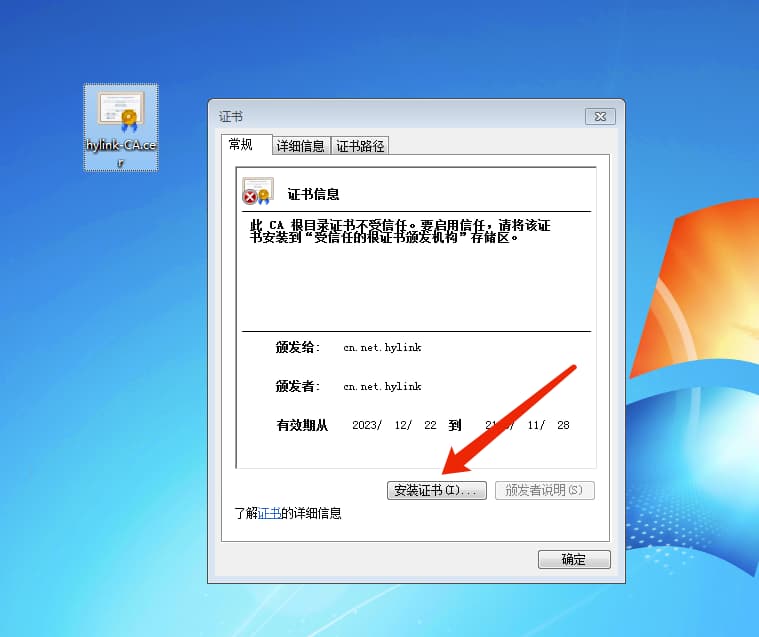 hylink-CA.ce
r
证书
常规
详细信息
证书路径
证书信息
此 CA 根目录证书不受信任。要启用信任，请将该证
书安装到“受信任的根证书颁发机构”存储区。
颁发给: cn.net.hylink
颁发者: cn.net.hylink
有效期从 2023/ 12/ 22 到 11/ 28
安装证书(I)...
颁发者说明(S)
了解证书的详细信息
确定